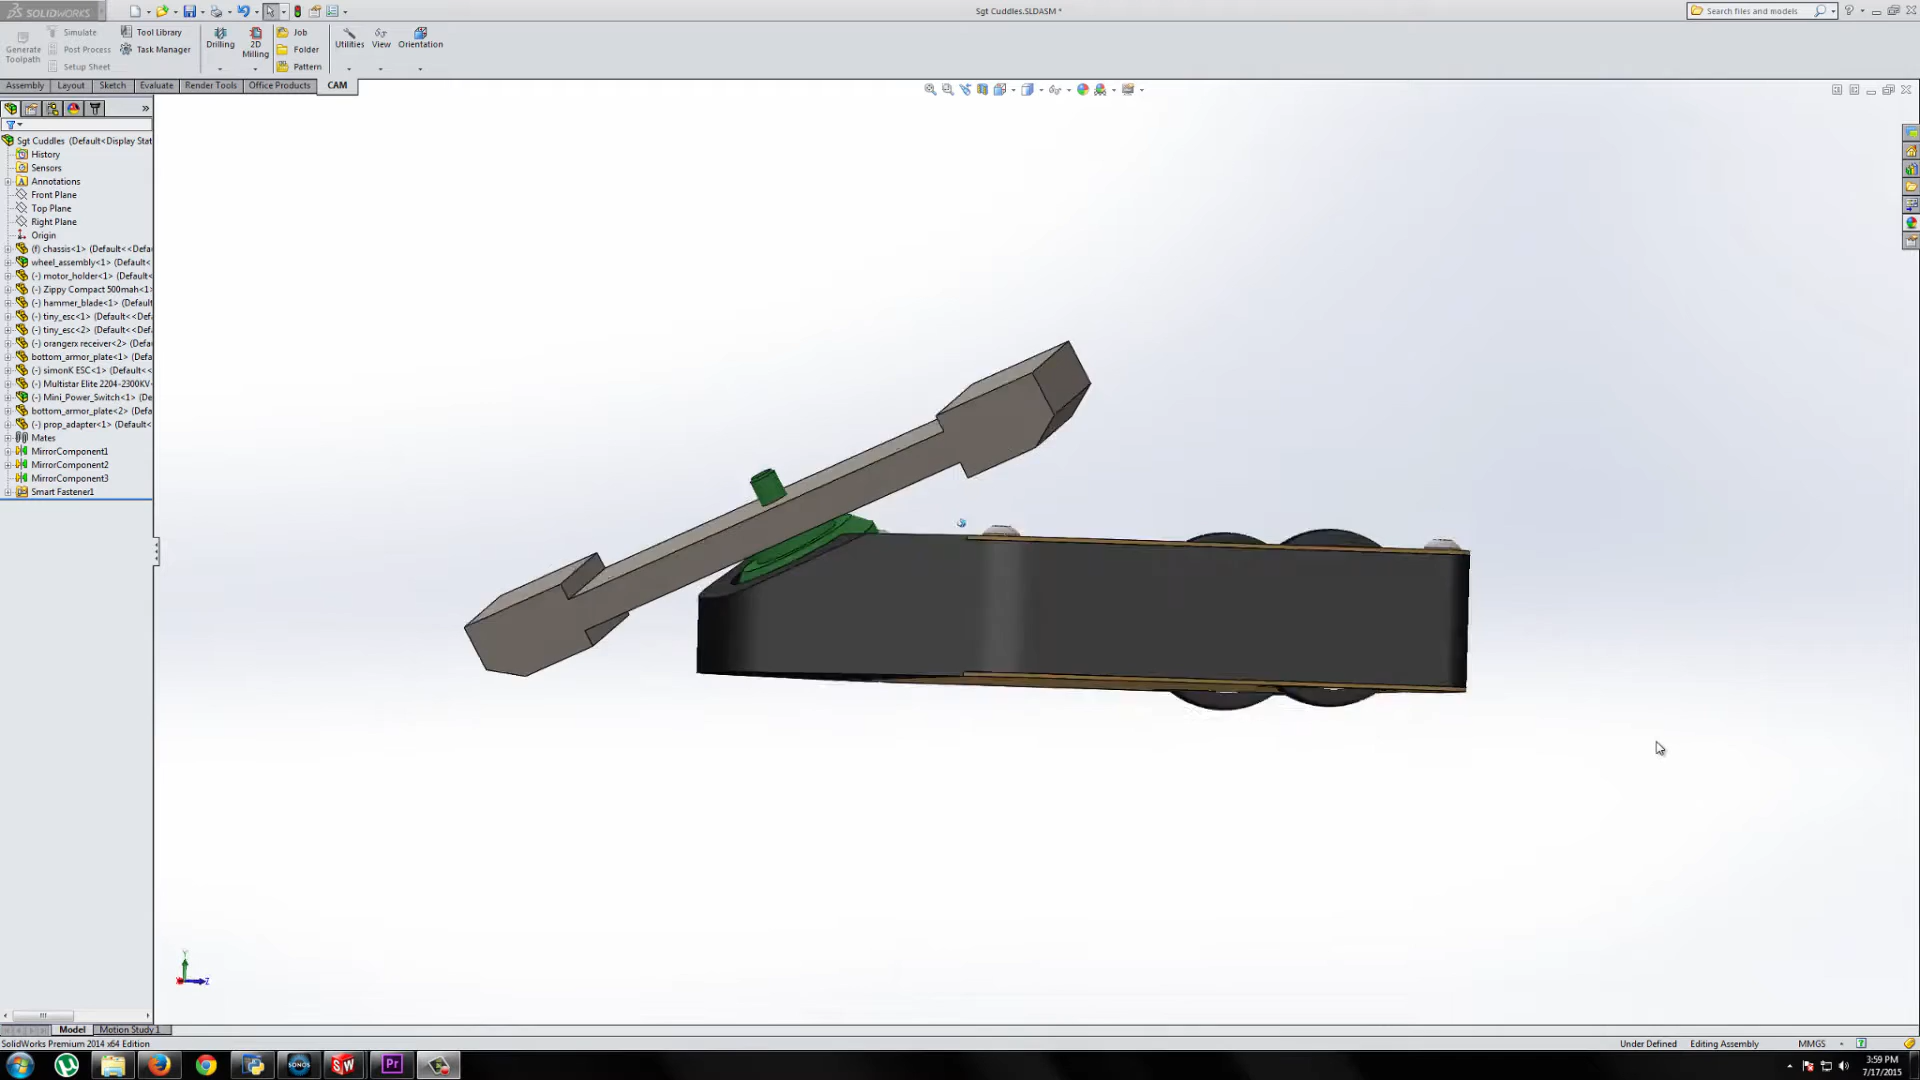 SOLIDWORKS
Sgt Cuddles.SLDASM *
Search files and models
Generate Toolpath
Simulate
Post Process
Setup Sheet
Tool Library
Task Manager
Drilling
2D Milling
Job
Folder
Pattern
Utilities
View
Orientation
Assembly
Layout
Sketch
Evaluate
Render Tools
Office Products
CAM
Sgt Cuddles (Default<Display Stat
History
Sensors
Annotations
Front Plane
Top Plane
Right Plane
Origin
(f) chassis<1> (Default<<Defa
wheel_assembly<1> (Default<
(-) motor_holder<1> (Default<
(-) Zippy Compact 500mah<1>
(-) hammer_blade<1> (Default
(-) tiny_esc<1> (Default<<Def
(-) tiny_esc<2> (Default<<Def
(-) orangerx receiver<2> (Def
bottom_armor_plate<1> (Def
(-) simonK ESC<1> (Default<<
(-) Multistar Elite 2204-2300KV
(-) Mini_Power_Switch<1> (De
bottom_armor_plate<2> (Def
(-) prop_adapter<1> (Default<
Mates
MirrorComponent1
MirrorComponent2
MirrorComponent3
Smart Fastener1
Y
Z
Model
Motion Study 1
SolidWorks Premium 2014 x64 Edition
Under Defined
Editing Assembly
MMGS
SONOS
SW
Pr
3:59 PM
7/17/2015